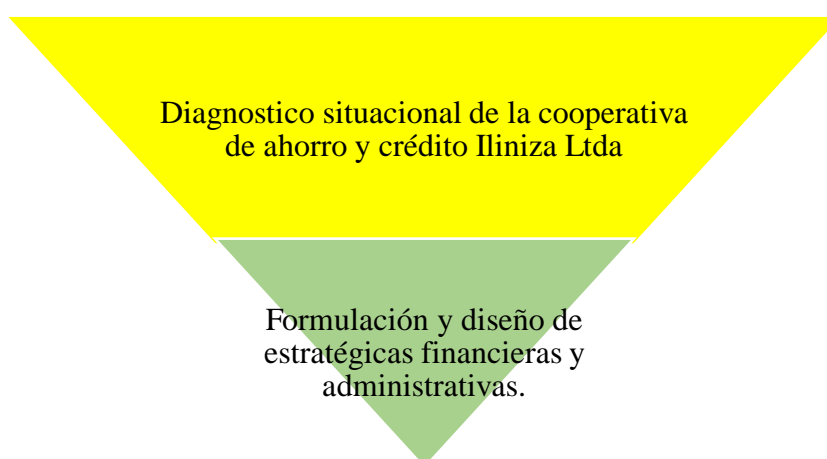 Diagnostico situacional de la cooperativa
de ahorro y crédito Iliniza Ltda
Formulación y diseño de
estratégicas financieras y
administrativas.